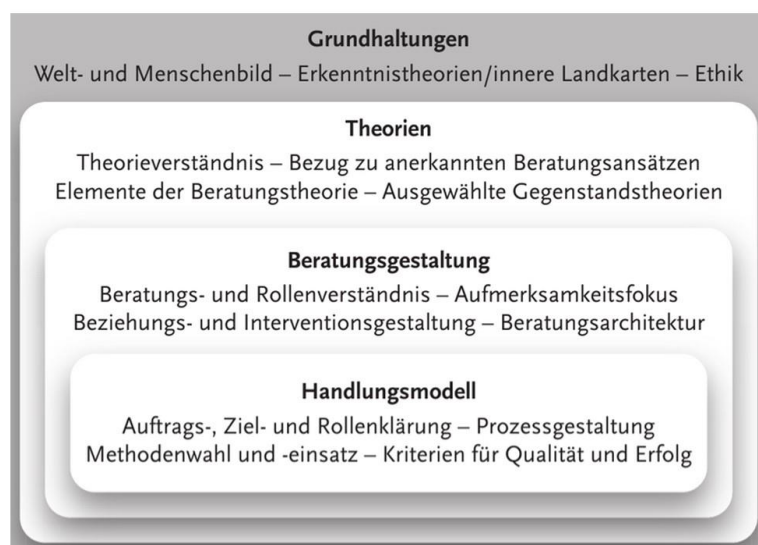 Grundhaltungen
Welt- und Menschenbild – Erkenntnistheorien/innere Landkarten – Ethik
Theorien
Theorieverständnis – Bezug zu anerkannten Beratungsansätzen
Elemente der Beratungstheorie – Ausgewählte Gegenstandstheorien
Beratungsgestaltung
Beratungs- und Rollenverständnis – Aufmerksamkeitsfokus
Beziehungs- und Interventionsgestaltung – Beratungsarchitektur
Handlungsmodell
Auftrags-, Ziel- und Rollenklärung – Prozessgestaltung
Methodenwahl und -einsatz – Kriterien für Qualität und Erfolg